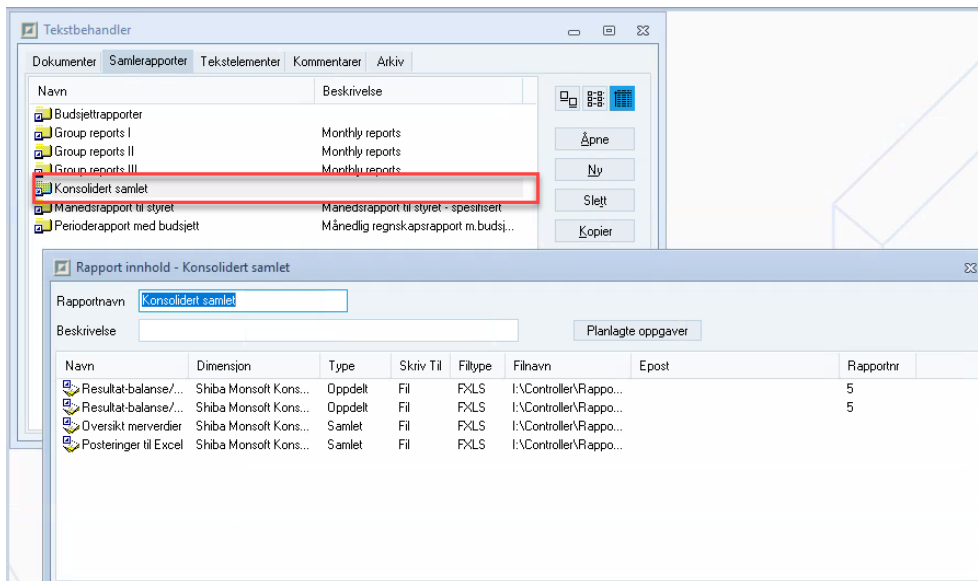 Tekstbehandler
Dokumenter Samlerapporter Tekstelementer Kommentarer Arkiv
Navn Beskrivelse
Budsjettrapporter
Group reports I Monthly reports
Group reports II Monthly reports
Group reports III Monthly reports
Konsolidert samlet
Månedsrapport til styret Månedsrapport til styret - spesifisert
Perioderapport med budsjett Månedlig regnskapsrapport m.budsj...
Åpne
Ny
Slett
Kopier
Rapport innhold - Konsolidert samlet
Rapportnavn Konsolidert samlet
Beskrivelse
Planlagte oppgaver
Navn Dimensjon Type Skriv Til Filtype Filnavn Epost Rapportnr
Resultat-balanse/... Shiba Monsoft Kons... Oppdelt Fil FXLS I:\Controller\Rappo... 5
Resultat-balanse/... Shiba Monsoft Kons... Oppdelt Fil FXLS I:\Controller\Rappo... 5
Oversikt merverdier Shiba Monsoft Kons... Samlet Fil FXLS I:\Controller\Rappo...
Posteringer til Excel Shiba Monsoft Kons... Samlet Fil FXLS I:\Controller\Rappo...